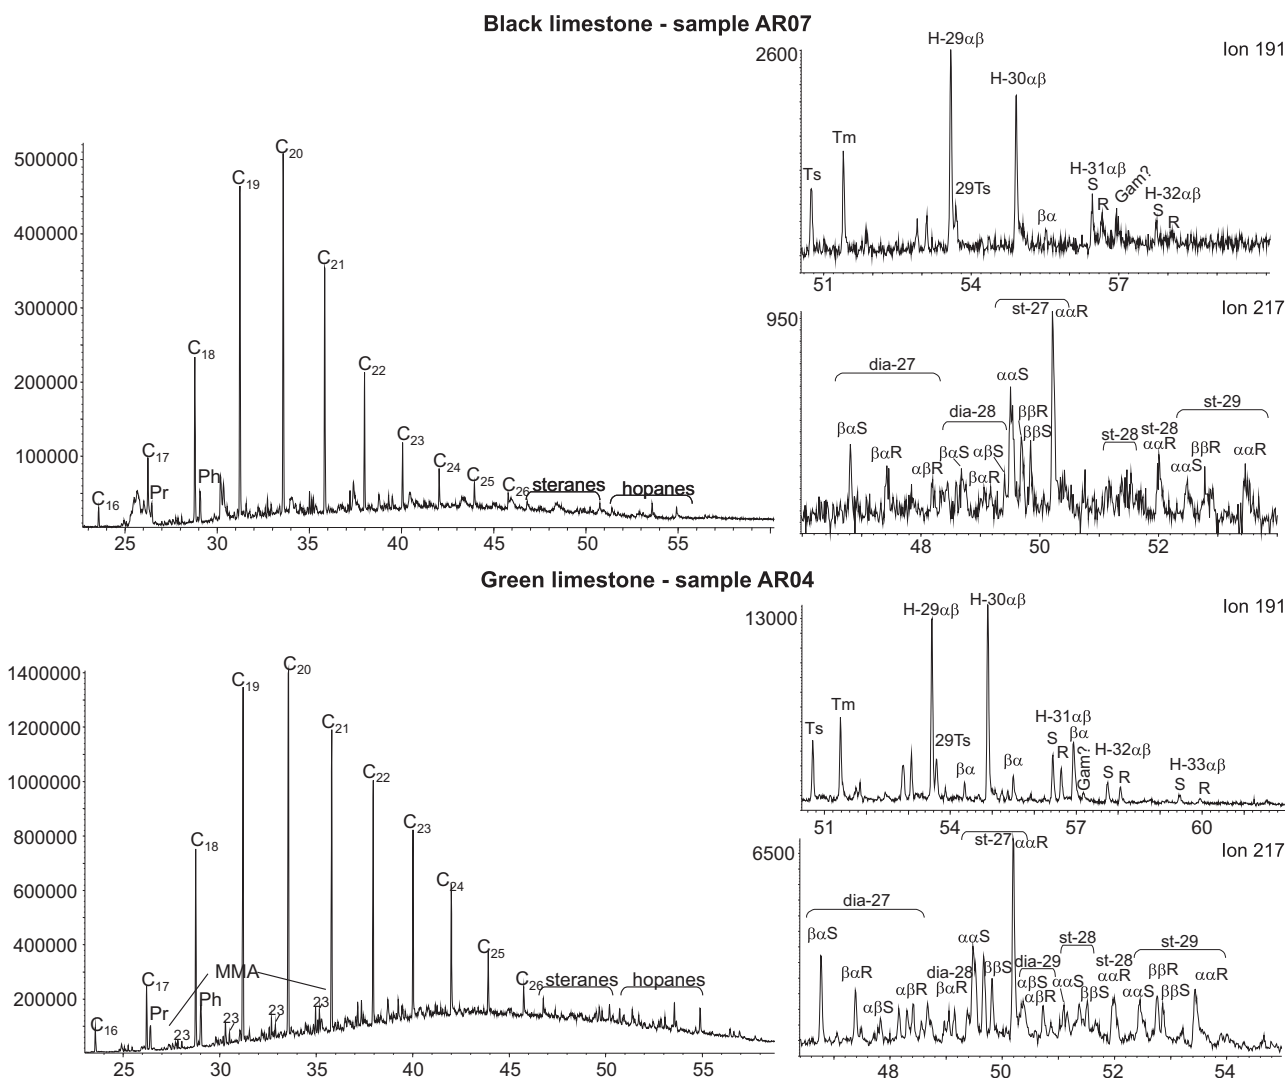 Black limestone - sample AR07
500000
400000
300000
200000
100000
C16
C17
Pr
C18
Ph
C19
C20
C21
C22
C23
C24
C25
C26
steranes
hopanes
25 30 35 40 45 50 55
Ion 191
2600
Ts
Tm
H-29αβ
29Ts
H-30αβ
βα
H-31αβ
S
R
Gam?
H-32αβ
S
R
51 54 57
Ion 217
950
dia-27
βαS
βαR
αβR
dia-28
βαS
βαR
αβS
st-27
ααS
ββR
ββS
ααR
st-28
st-28
ααR
st-29
ααS
ββR
ααR
48 50 52
Green limestone - sample AR04
1400000
1200000
1000000
800000
600000
400000
200000
C16
C17
Pr
C18
Ph
C19
C20
C21
C22
C23
C24
C25
C26
MMA
23
23
23
23
steranes
hopanes
25 30 35 40 45 50 55
Ion 191
13000
Ts
Tm
H-29αβ
29Ts
βα
H-30αβ
βα
H-31αβ
S
R
βα
Gam?
H-32αβ
S
R
H-33αβ
S
R
51 54 57 60
Ion 217
6500
dia-27
βαS
βαR
αβS
αβR
dia-28
βαR
st-27
ααS
ββS
ααR
dia-29
αβS
αβR
st-28
ααS
ββS
st-28
ααR
st-29
ααS
ββR
ββS
ααR
48 50 52 54